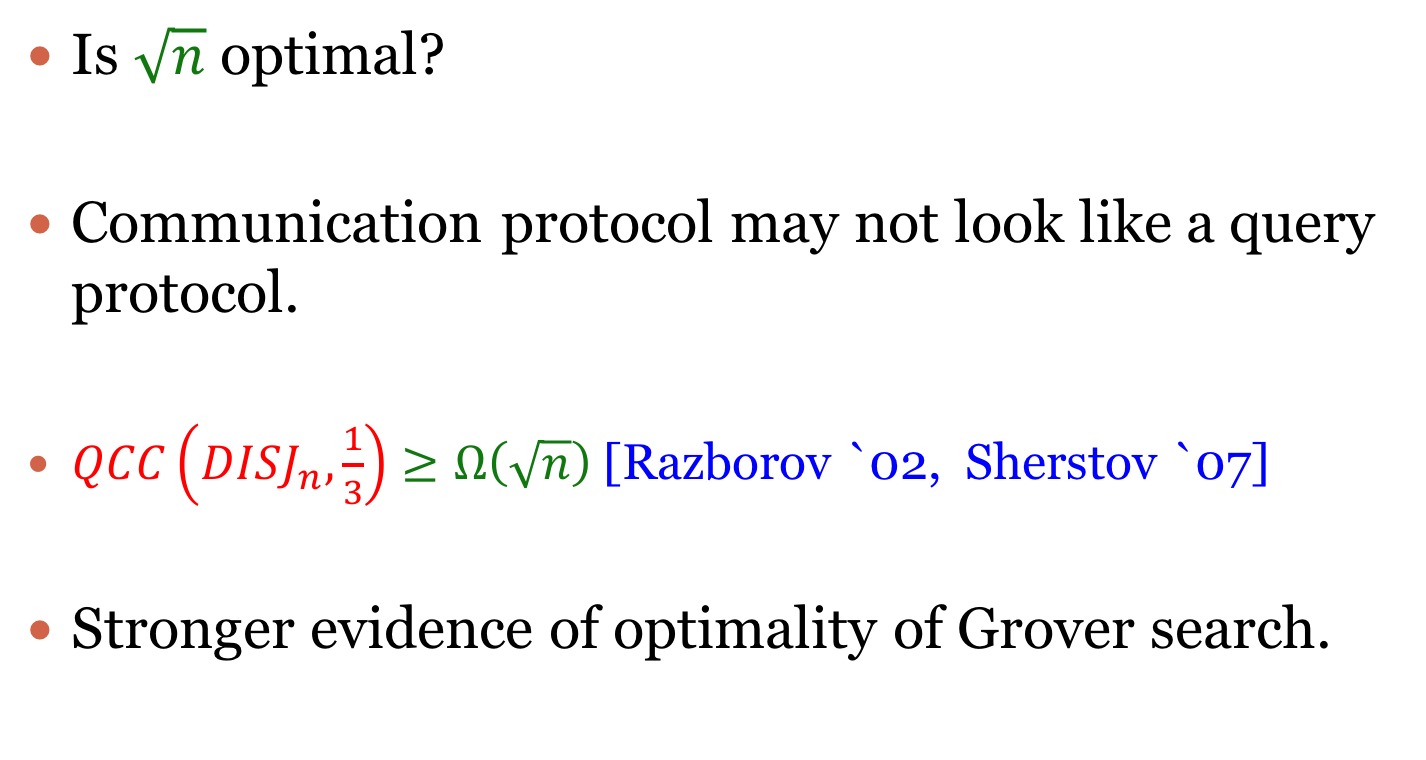 • Is √n optimal?
• Communication protocol may not look like a query
protocol.
• QCC(DISJₙ, 1/3) ≥ Ω(√n) [Razborov `02, Sherstov `07]
• Stronger evidence of optimality of Grover search.